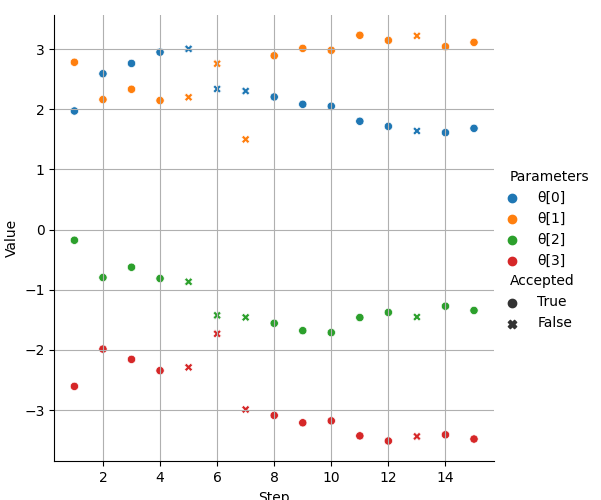 3
2
1
0
−1
−2
−3
Value
2
4
6
8
10
12
14
Step
Parameters
θ[0]
θ[1]
θ[2]
θ[3]
Accepted
True
False